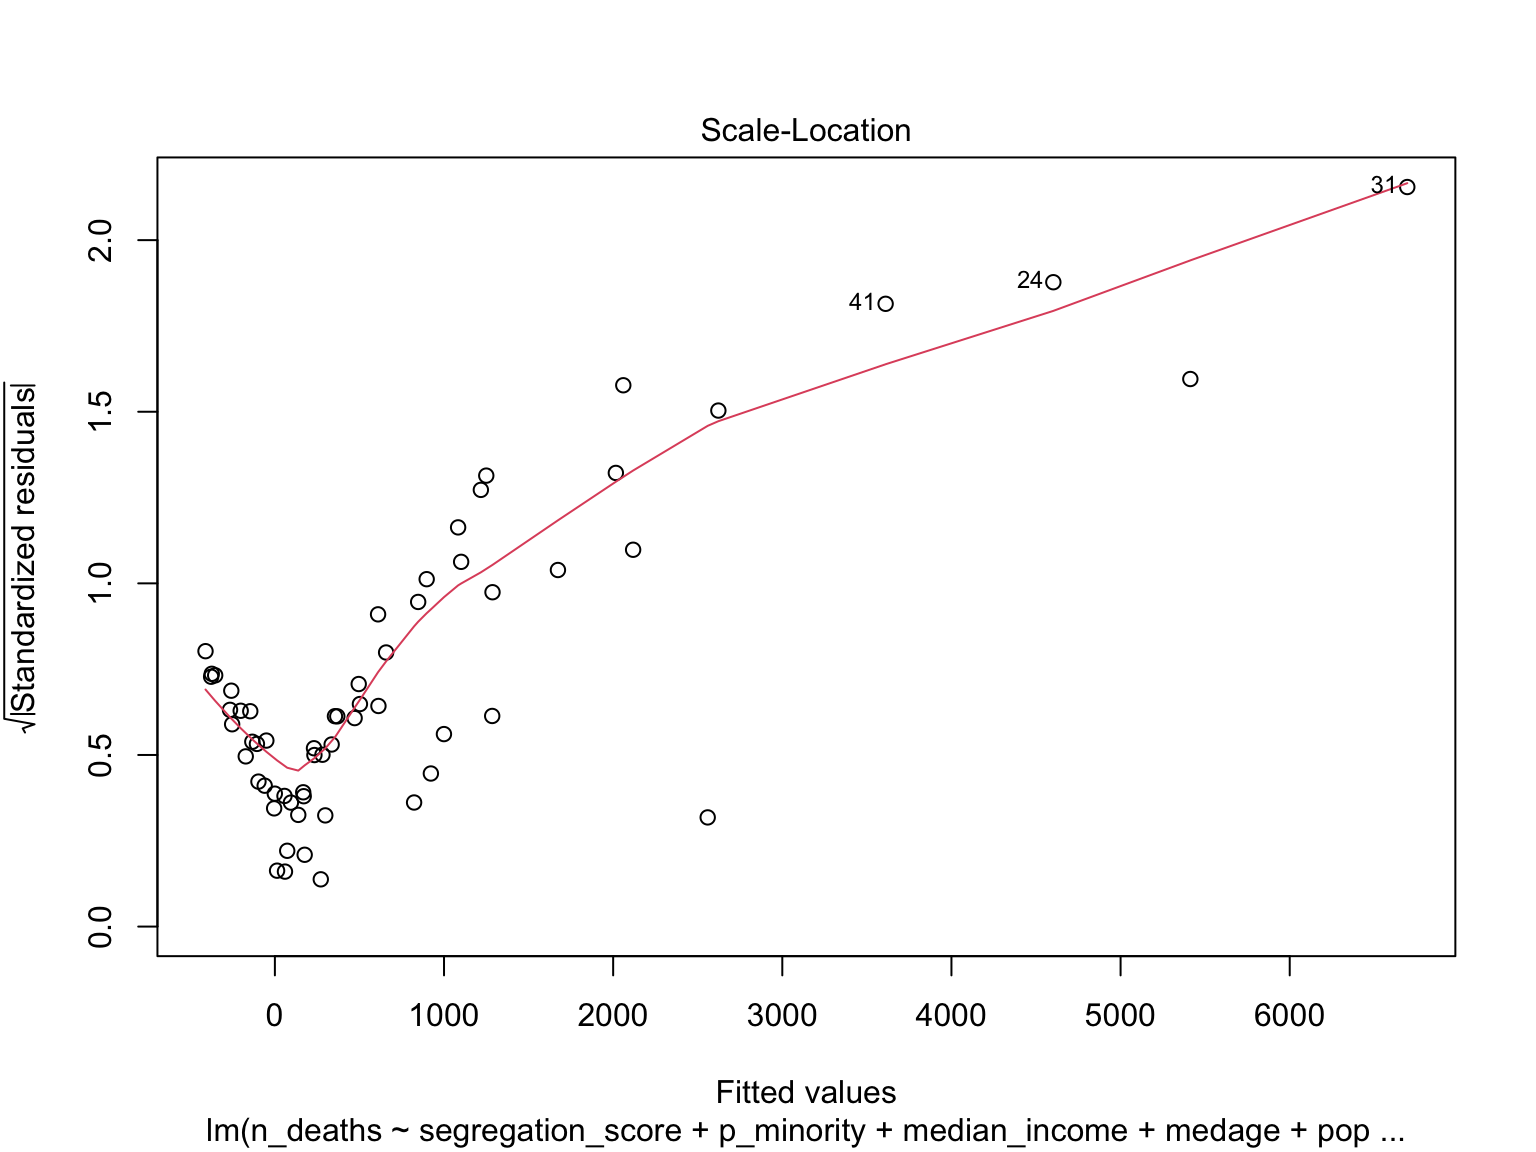 Scale-Location
√|Standardized residuals|
2.0
1.5
1.0
0.5
0.0
31
24
41
0 1000 2000 3000 4000 5000 6000
Fitted values
lm(n_deaths ~ segregation_score + p_minority + median_income + medage + pop ...